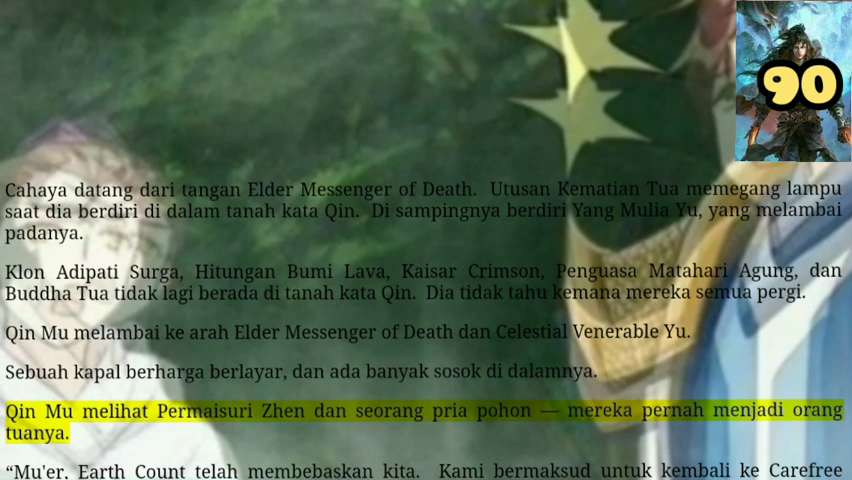 90
Cahaya datang dari tangan Elder Messenger of Death. Utusan Kematian Tua memegang lampu
saat dia berdiri di dalam tanah kata Qin. Di sampingnya berdiri Yang Mulia Yu, yang melambai
padanya.
Klon Adipati Surga, Hitungan Bumi Lava, Kaisar Crimson, Penguasa Matahari Agung, dan
Buddha Tua tidak lagi berada di tanah kata Qin. Dia tidak tahu kemana mereka semua pergi.
Qin Mu melambai ke arah Elder Messenger of Death dan Celestial Venerable Yu.
Sebuah kapal berharga berlayar, dan ada banyak sosok di dalamnya.
Qin Mu melihat Permaisuri Zhen dan seorang pria pohon — mereka pernah menjadi orang
tuanya.
“Mu'er, Earth Count telah membebaskan kita. Kami bermaksud untuk kembali ke Carefree